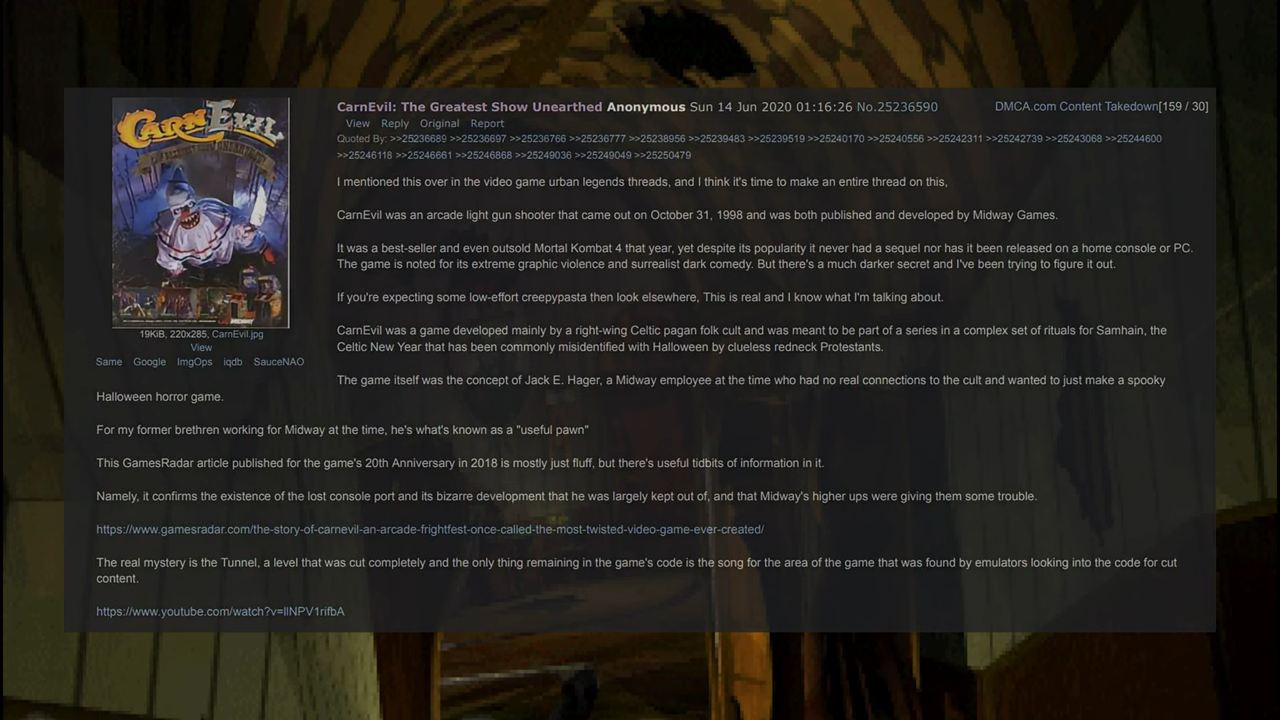 CarnEvil: The Greatest Show Unearthed Anonymous Sun 14 Jun 2020 01:16:26 No.25236590 DMCA.com Content Takedown[159 / 30]
View Reply Original Report
Quoted By: >>25236689 >>25236697 >>25236766 >>25236777 >>25238956 >>25239483 >>25239519 >>25240170 >>25240556 >>25242311 >>25242739 >>25243068 >>25244600
>>25246118 >>25246661 >>25246868 >>25249036 >>25249049 >>25250479
CARNEVIL
I mentioned this over in the video game urban legends threads, and I think it's time to make an entire thread on this,
CarnEvil was an arcade light gun shooter that came out on October 31, 1998 and was both published and developed by Midway Games.
It was a best-seller and even outsold Mortal Kombat 4 that year, yet despite its popularity it never had a sequel nor has it been released on a home console or PC.
The game is noted for its extreme graphic violence and surrealist dark comedy. But there's a much darker secret and I've been trying to figure it out.
If you're expecting some low-effort creepypasta then look elsewhere, This is real and I know what I'm talking about.
19KiB, 220x285, CarnEvil.jpg
View
Same Google ImgOps iqdb SauceNAO
CarnEvil was a game developed mainly by a right-wing Celtic pagan folk cult and was meant to be part of a series in a complex set of rituals for Samhain, the
Celtic New Year that has been commonly misidentified with Halloween by clueless redneck Protestants.
The game itself was the concept of Jack E. Hager, a Midway employee at the time who had no real connections to the cult and wanted to just make a spooky
Halloween horror game.
For my former brethren working for Midway at the time, he's what's known as a "useful pawn"
This GamesRadar article published for the game's 20th Anniversary in 2018 is mostly just fluff, but there's useful tidbits of information in it.
Namely, it confirms the existence of the lost console port and its bizarre development that he was largely kept out of, and that Midway's higher ups were giving them some trouble.
https://www.gamesradar.com/the-story-of-carnevil-an-arcade-frightfest-once-called-the-most-twisted-video-game-ever-created/
The real mystery is the Tunnel, a level that was cut completely and the only thing remaining in the game's code is the song for the area of the game that was found by emulators looking into the code for cut
content.
https://www.youtube.com/watch?v=lINPV1rifbA